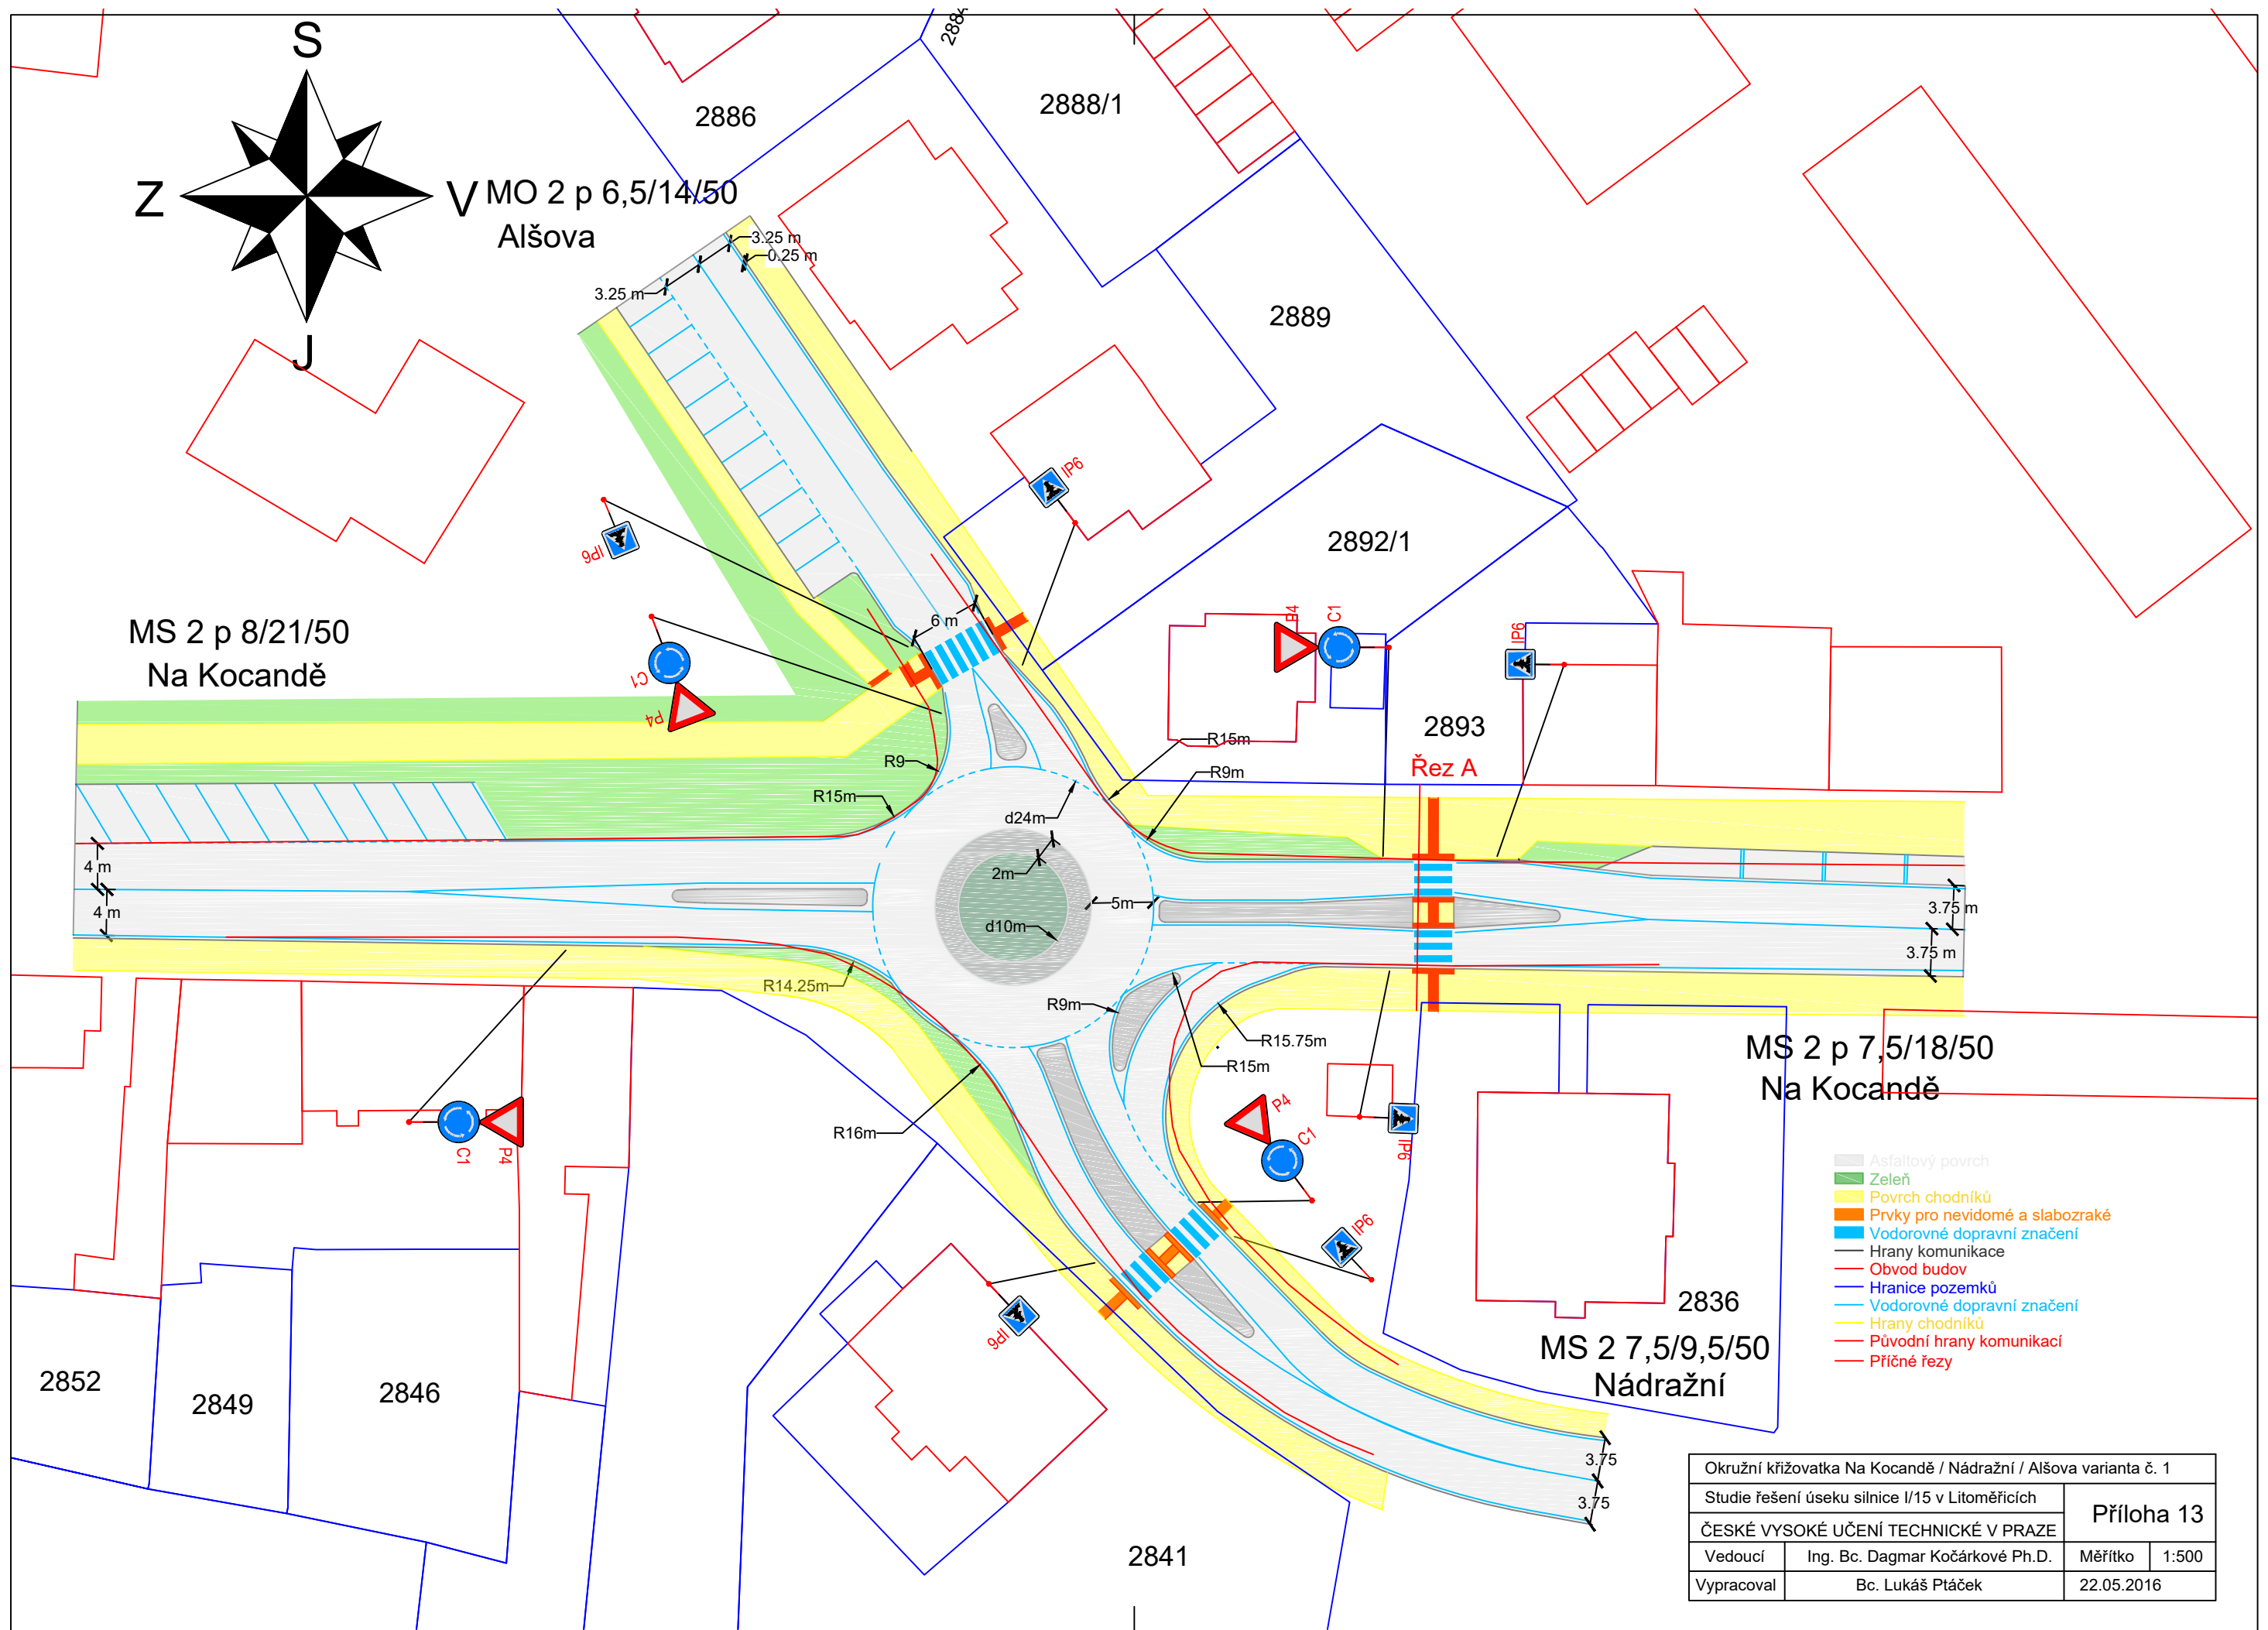 S
Z
V
J
MO 2 p 6,5/14/50
Alšova
2886
2888/1
2889
2892/1
2893
3.25 m
0.25 m
3.25 m
IP6
IP6
6 m
C1
P4
P4
C1
IP6
MS 2 p 8/21/50
Na Kocandě
Řez A
R15m
R9
R9m
R15m
d24m
2m
5m
d10m
4 m
4 m
3.75 m
3.75 m
R14.25m
R9m
R15.75m
R15m
R16m
MS 2 p 7,5/18/50
Na Kocandě
C1
P4
P4
C1
IP6
IP6
IP6
Asfaltový povrch
Zeleň
Povrch chodníků
Prvky pro nevidomé a slabozraké
Vodorovné dopravní značení
Hrany komunikace
Obvod budov
Hranice pozemků
Vodorovné dopravní značení
Hrany chodníků
Původní hrany komunikací
Příčné řezy
2836
MS 2 7,5/9,5/50
Nádražní
2852
2849
2846
2841
3.75
3.75
Okružní křižovatka Na Kocandě / Nádražní / Alšova varianta č. 1
Studie řešení úseku silnice I/15 v Litoměřicích
Příloha 13
ČESKÉ VYSOKÉ UČENÍ TECHNICKÉ V PRAZE
Vedoucí Ing. Bc. Dagmar Kočárkové Ph.D. Měřítko 1:500
Vypracoval Bc. Lukáš Ptáček 22.05.2016